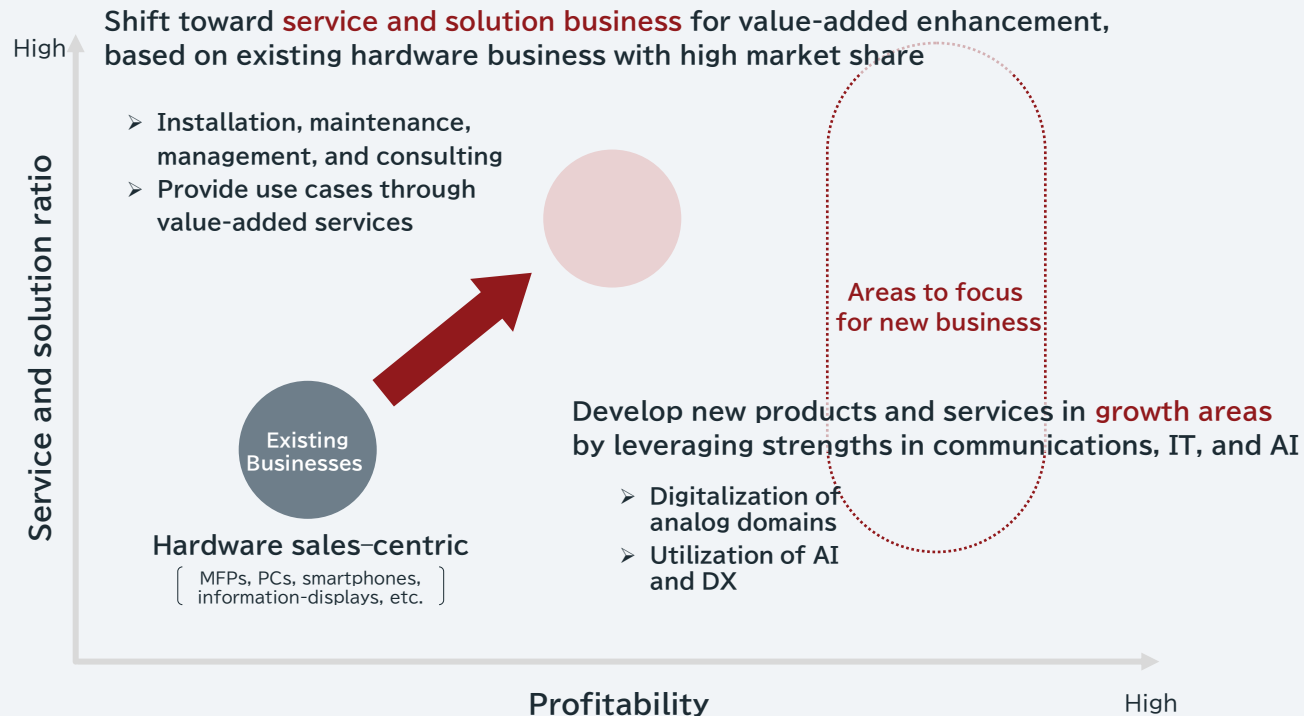 Shift toward service and solution business for value-added enhancement,
based on existing hardware business with high market share
High
➢ Installation, maintenance,
management, and consulting
➢ Provide use cases through
value-added services
Service and solution ratio
Areas to focus
for new business
Existing
Businesses
Hardware sales–centric
MFPs, PCs, smartphones,
information-displays, etc.
Develop new products and services in growth areas
by leveraging strengths in communications, IT, and AI
➢ Digitalization of
analog domains
➢ Utilization of AI
and DX
Profitability
High